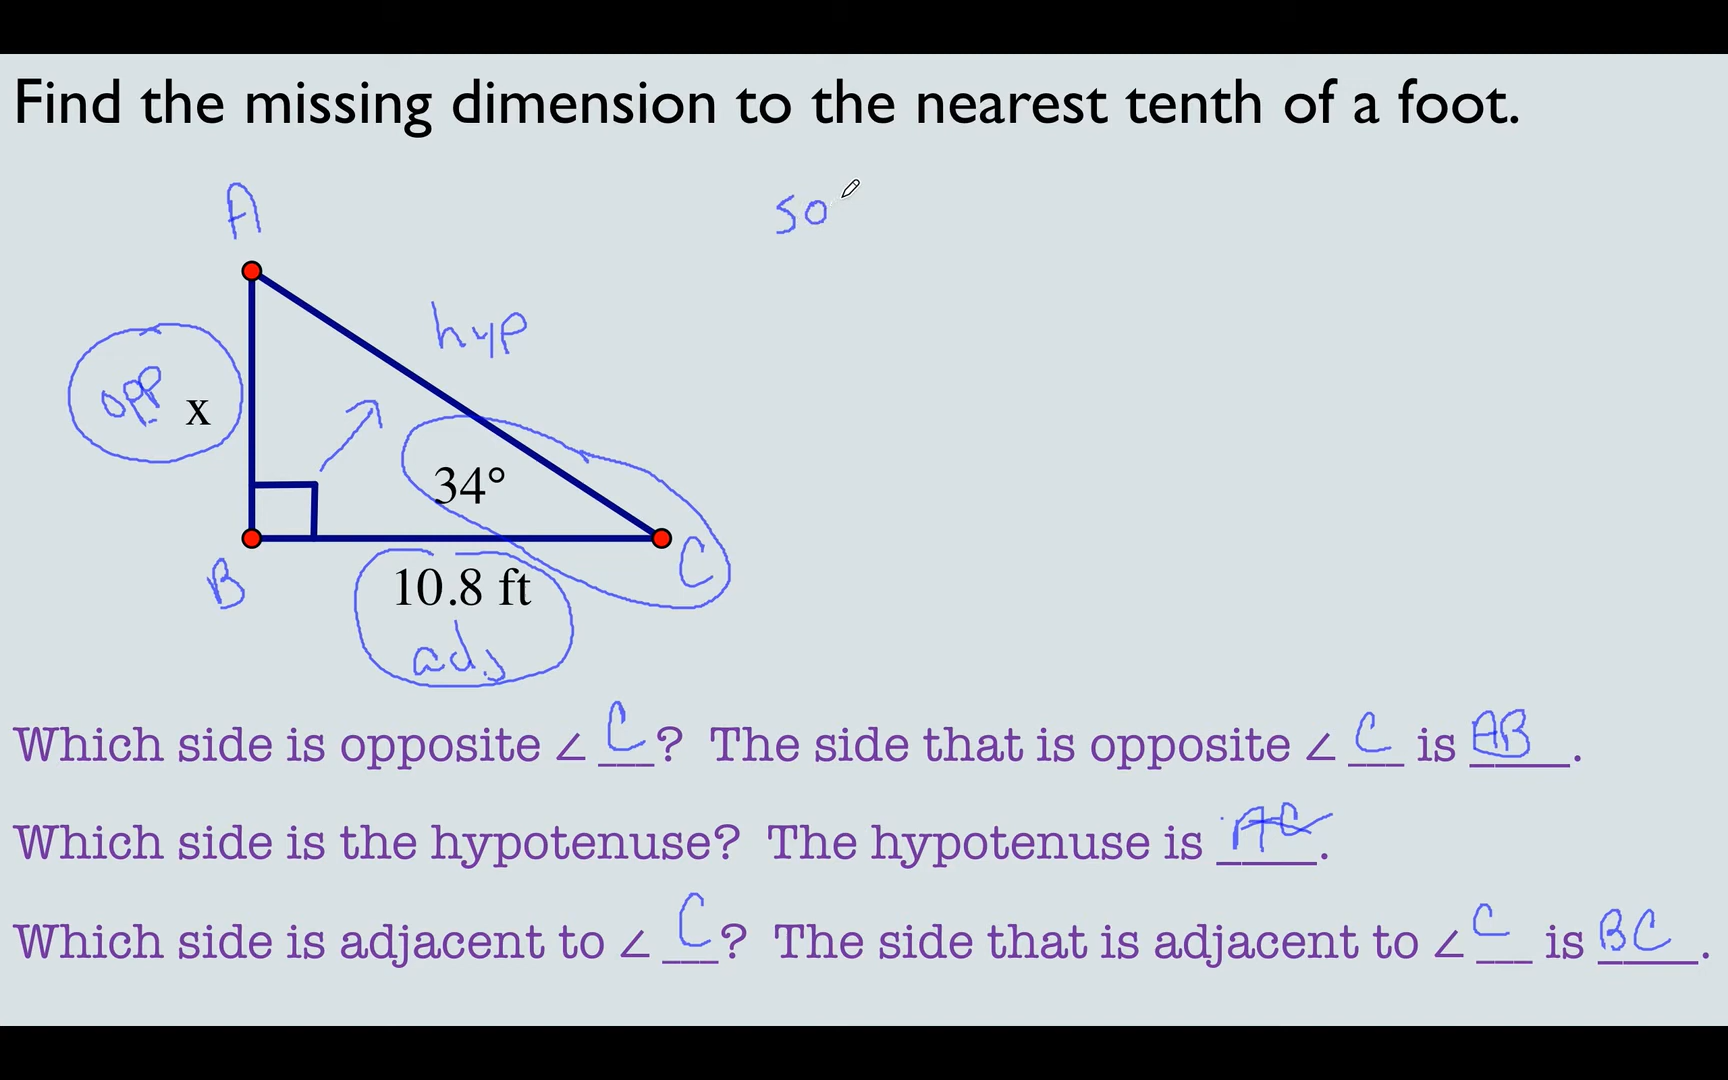 Find the missing dimension to the nearest tenth of a foot.
A
so
hyp
opp x
34°
B
C
10.8 ft
adj
Which side is opposite ∠ C? The side that is opposite ∠ C is AB.
Which side is the hypotenuse? The hypotenuse is AC.
Which side is adjacent to ∠ C? The side that is adjacent to ∠ C is BC.